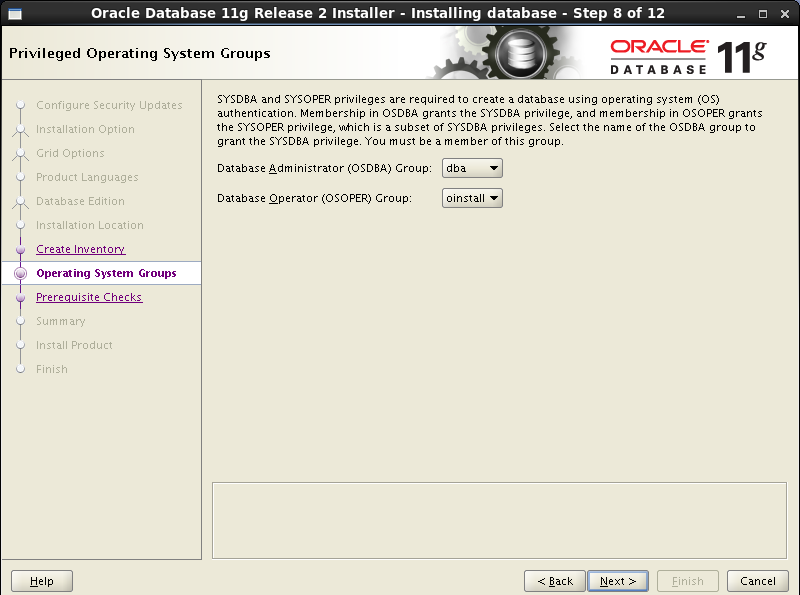 Oracle Database 11g Release 2 Installer - Installing database - Step 8 of 12
Privileged Operating System Groups
ORACLE
DATABASE
11g
Configure Security Updates
Installation Option
Grid Options
Product Languages
Database Edition
Installation Location
Create Inventory
Operating System Groups
Prerequisite Checks
Summary
Install Product
Finish
SYSDBA and SYSOPER privileges are required to create a database using operating system (OS)
authentication. Membership in OSDBA grants the SYSDBA privilege, and membership in OSOPER grants
the SYSOPER privilege, which is a subset of SYSDBA privileges. Select the name of the OSDBA group to
grant the SYSDBA privilege. You must be a member of this group.
Database Administrator (OSDBA) Group: dba
Database Operator (OSOPER) Group: oinstall
Help
< Back
Next >
Finish
Cancel